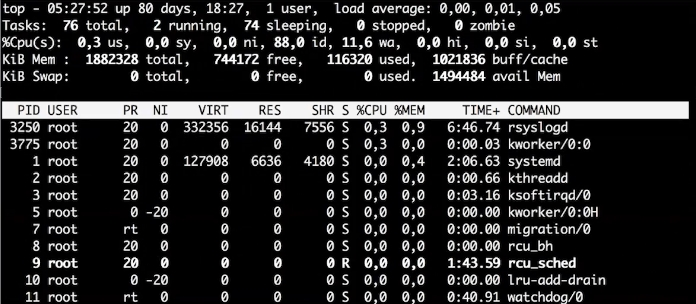 top - 05:27:52 up 80 days, 18:27,  1 user,  load average: 0,00, 0,01, 0,05
Tasks:  76 total,   2 running,  74 sleeping,   0 stopped,   0 zombie
%Cpu(s):  0,3 us,  0,0 sy,  0,0 ni, 88,0 id, 11,6 wa,  0,0 hi,  0,0 si,  0,0 st
KiB Mem :  1882328 total,   744172 free,   116320 used,  1021836 buff/cache
KiB Swap:        0 total,        0 free,        0 used.  1494484 avail Mem
PID USER      PR  NI    VIRT    RES    SHR S %CPU %MEM     TIME+ COMMAND
3250 root      20   0  332356  16144   7556 S  0,3  0,9   6:46.74 rsyslogd
3775 root      20   0       0      0      0 S  0,3  0,0   0:00.03 kworker/0:0
1 root      20   0  127908   6636   4180 S  0,0  0,4   2:06.63 systemd
2 root      20   0       0      0      0 S  0,0  0,0   0:00.66 kthreadd
3 root      20   0       0      0      0 S  0,0  0,0   0:03.16 ksoftirqd/0
5 root       0 -20       0      0      0 S  0,0  0,0   0:00.00 kworker/0:0H
7 root      rt   0       0      0      0 S  0,0  0,0   0:00.00 migration/0
8 root      20   0       0      0      0 S  0,0  0,0   0:00.00 rcu_bh
9 root      20   0       0      0      0 R  0,0  0,0   1:43.59 rcu_sched
10 root       0 -20       0      0      0 S  0,0  0,0   0:00.00 lru-add-drain
11 root      rt   0       0      0      0 S  0,0  0,0   0:40.91 watchdog/0